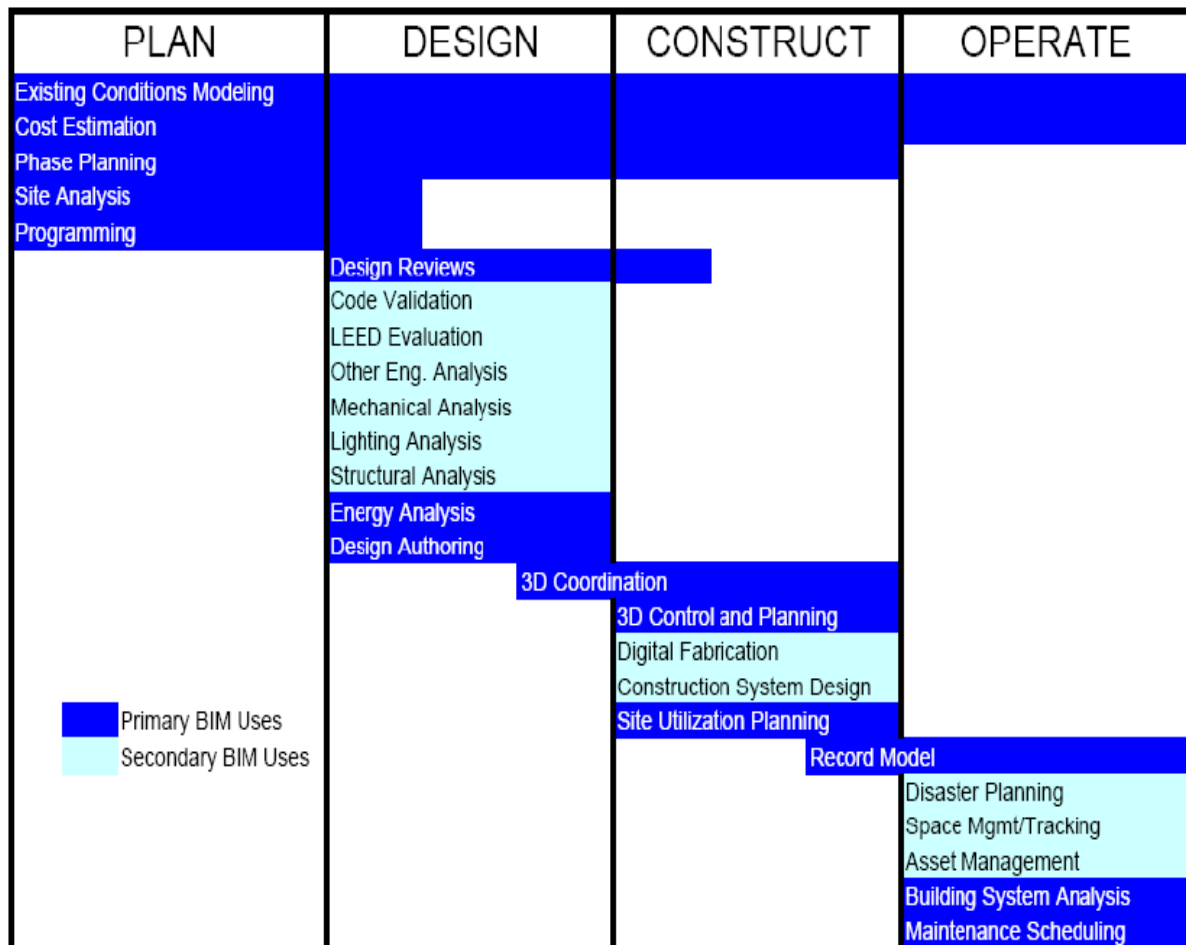 PLAN
DESIGN
CONSTRUCT
OPERATE
Existing Conditions Modeling
Cost Estimation
Phase Planning
Site Analysis
Programming
Design Reviews
Code Validation
LEED Evaluation
Other Eng. Analysis
Mechanical Analysis
Lighting Analysis
Structural Analysis
Energy Analysis
Design Authoring
3D Coordination
3D Control and Planning
Digital Fabrication
Construction System Design
Site Utilization Planning
Record Model
Disaster Planning
Space Mgmt/Tracking
Asset Management
Building System Analysis
Maintenance Scheduling
Primary BIM Uses
Secondary BIM Uses